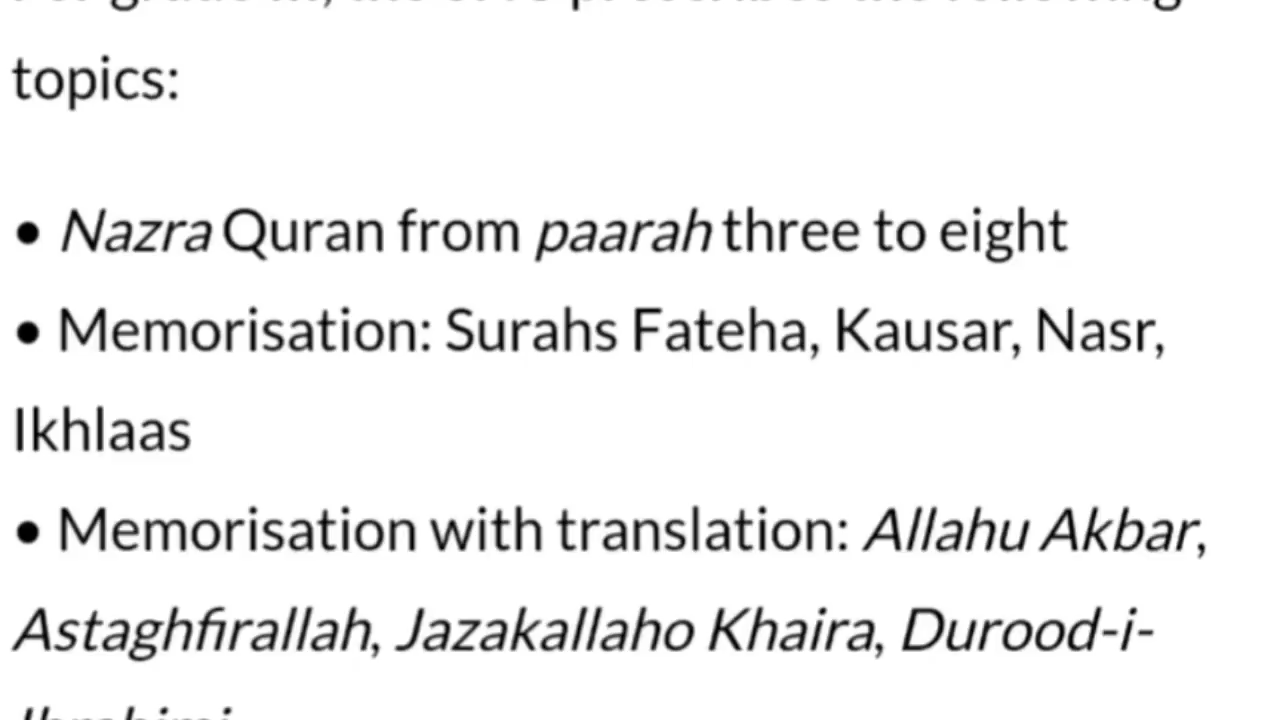 topics:
• Nazra Quran from paarah three to eight
• Memorisation: Surahs Fateha, Kausar, Nasr,
Ikhlaas
• Memorisation with translation: Allahu Akbar,
Astaghfirallah, Jazakallaho Khaira, Durood-i-